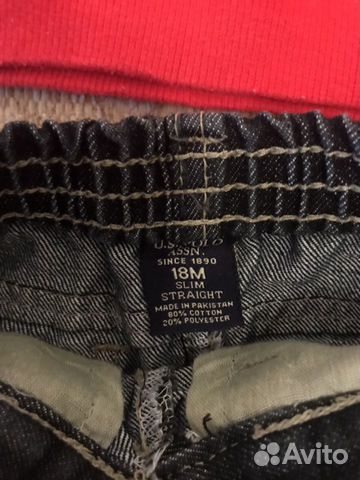 U.S. POLO
ASSN.
SINCE 1890
18M
SLIM
STRAIGHT
MADE IN PAKISTAN
80% COTTON
20% POLYESTER
Avito